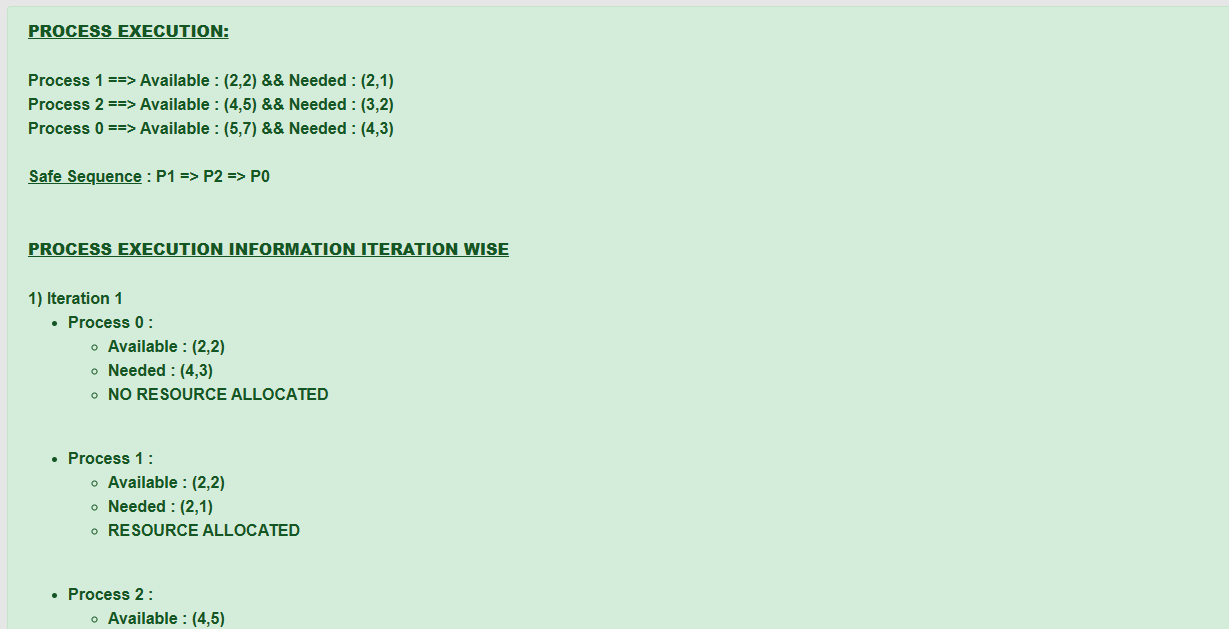 PROCESS EXECUTION:
Process 1 ==> Available : (2,2) && Needed : (2,1)
Process 2 ==> Available : (4,5) && Needed : (3,2)
Process 0 ==> Available : (5,7) && Needed : (4,3)
Safe Sequence : P1 => P2 => P0
PROCESS EXECUTION INFORMATION ITERATION WISE
1) Iteration 1
Process 0 :
Available : (2,2)
Needed : (4,3)
NO RESOURCE ALLOCATED
Process 1 :
Available : (2,2)
Needed : (2,1)
RESOURCE ALLOCATED
Process 2 :
Available : (4,5)